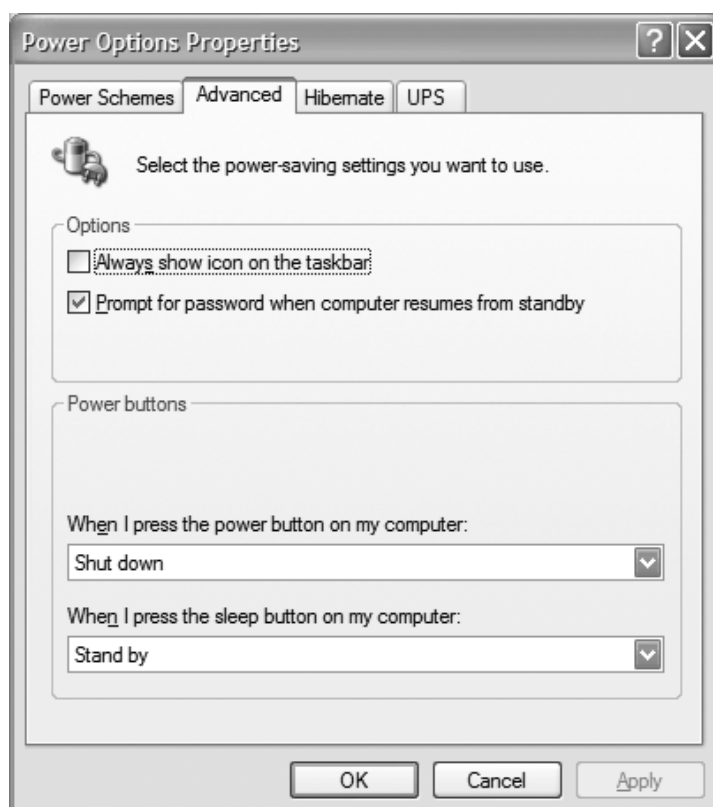 Power Options Properties
Power Schemes Advanced Hibernate UPS
Select the power-saving settings you want to use.
Options
Always show icon on the taskbar
Prompt for password when computer resumes from standby
Power buttons
When I press the power button on my computer:
Shut down
When I press the sleep button on my computer:
Stand by
OK Cancel Apply